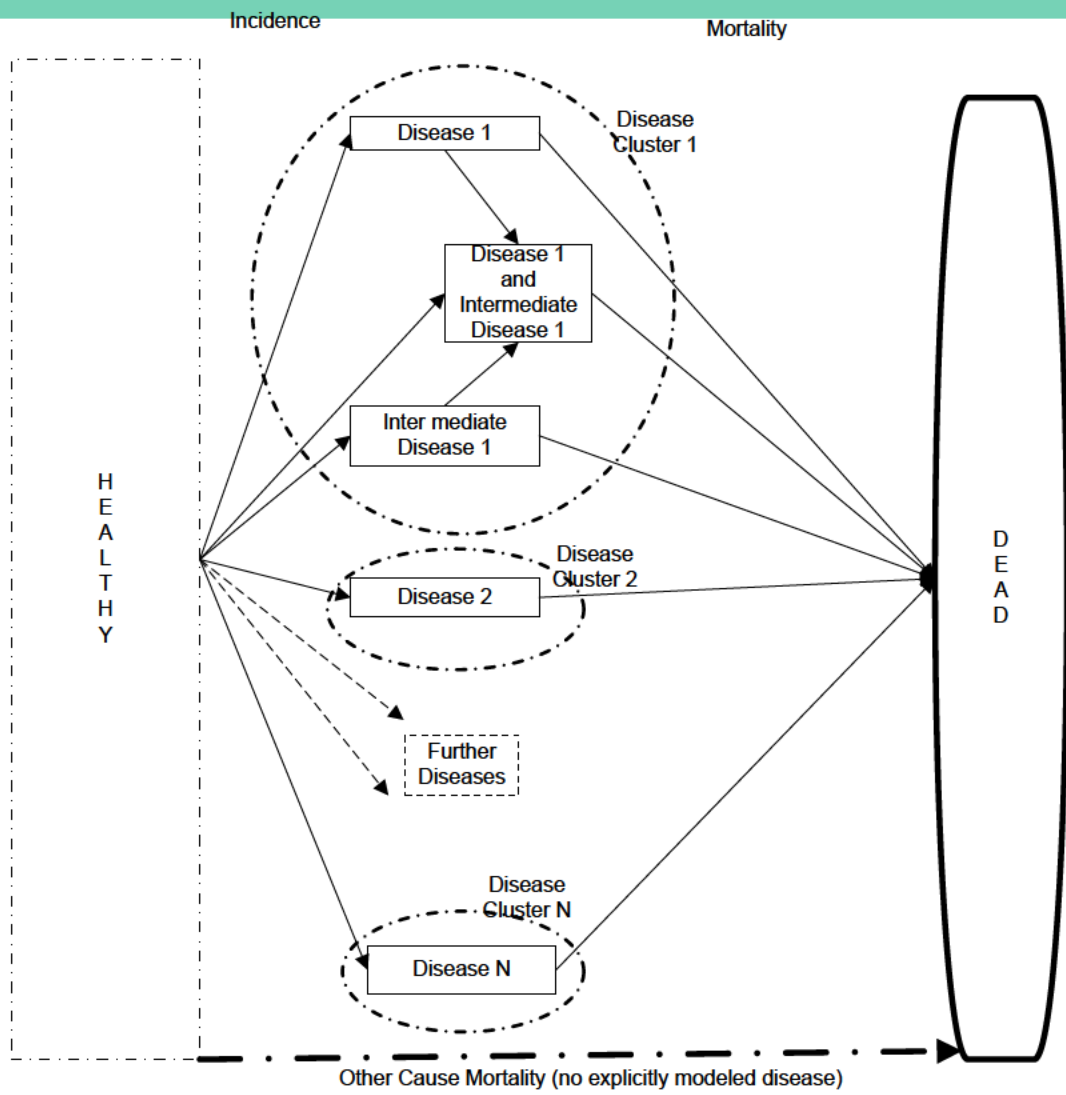 Incidence
Mortality
Disease
Cluster 1
Disease 1
Disease 1
and
Intermediate
Disease 1
Inter mediate
Disease 1
H
E
A
L
T
H
Y
Disease
Cluster 2
Disease 2
D
E
A
D
Further
Diseases
Disease
Cluster N
Disease N
Other Cause Mortality (no explicitly modeled disease)